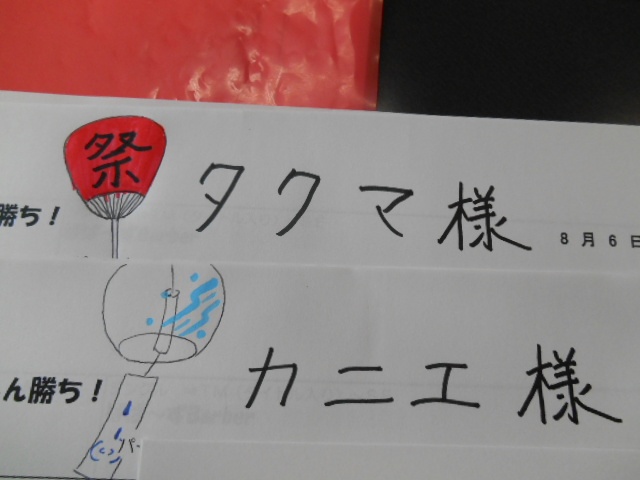 祭
勝ち！ タクマ様 8月6日
ん勝ち！ カニエ様